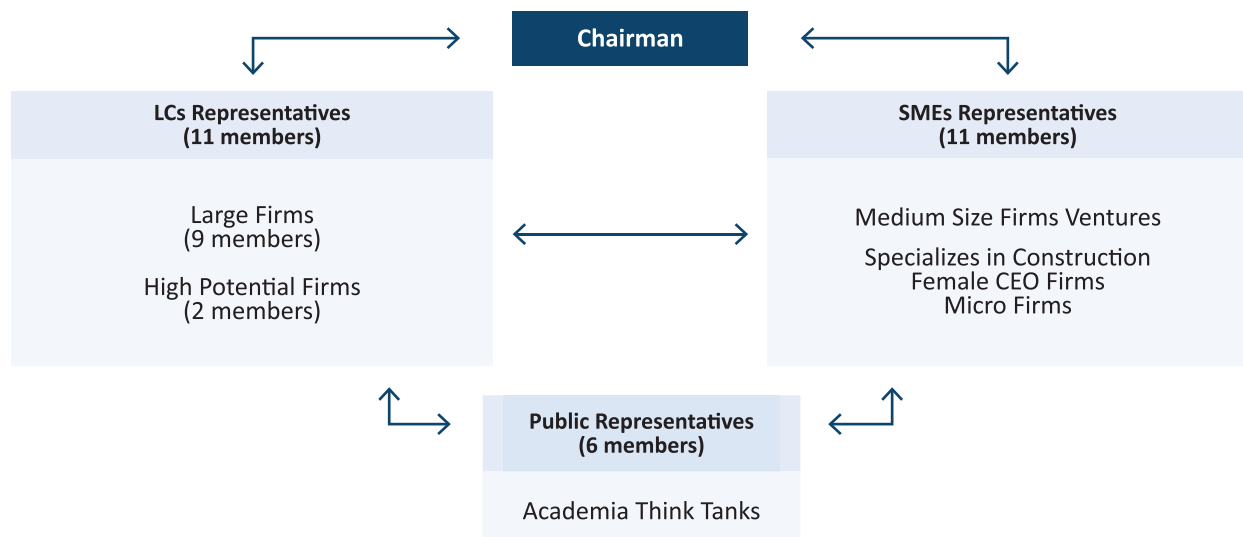 Chairman
LCs Representatives
(11 members)
Large Firms
(9 members)
High Potential Firms
(2 members)
SMEs Representatives
(11 members)
Medium Size Firms Ventures
Specializes in Construction
Female CEO Firms
Micro Firms
Public Representatives
(6 members)
Academia Think Tanks